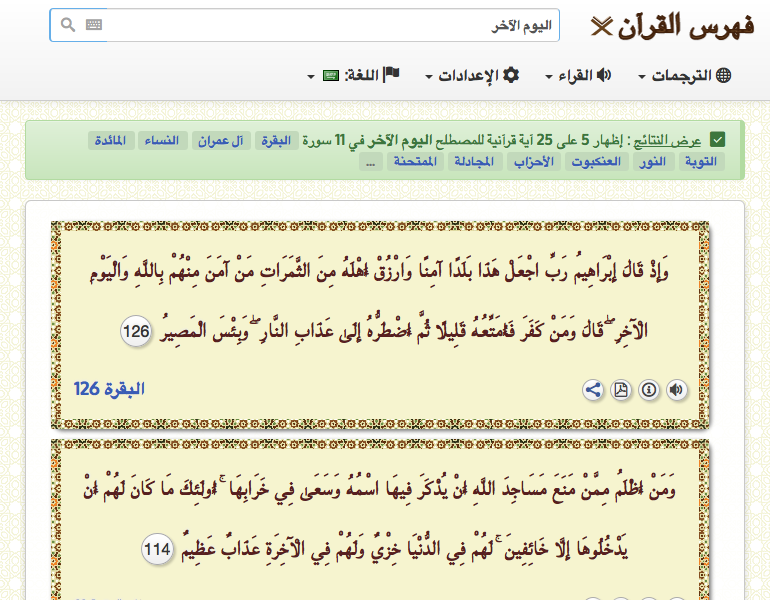 فهرس القرآن
اليوم الآخر
الترجمات القراء الإعدادات اللغة:
عرض النتائج : إظهار 5 على 25 آية قرآنية للمصطلح اليوم الآخر في 11 سورة البقرة آل عمران النساء المائدة
التوبة النور العنكبوت الأحزاب المجادلة الممتحنة ...
وَإِذْ قَالَ إِبْرَاهِيمُ رَبِّ اجْعَلْ هَذَا بَلَدًا آمِنًا وَارْزُقْ أَهْلَهُ مِنَ الثَّمَرَاتِ مَنْ آمَنَ مِنْهُمْ بِاللَّهِ وَالْيَوْمِ
الْآخِرِ ۖ قَالَ وَمَنْ كَفَرَ فَأُمَتِّعُهُ قَلِيلًا ثُمَّ أَضْطَرُّهُ إِلَىٰ عَذَابِ النَّارِ ۖ وَبِئْسَ الْمَصِيرُ 126
البقرة 126
وَمَنْ أَظْلَمُ مِمَّنْ مَنَعَ مَسَاجِدَ اللَّهِ أَنْ يُذْكَرَ فِيهَا اسْمُهُ وَسَعَىٰ فِي خَرَابِهَا ۚ أُولَئِكَ مَا كَانَ لَهُمْ أَنْ
يَدْخُلُوهَا إِلَّا خَائِفِينَ ۚ لَهُمْ فِي الدُّنْيَا خِزْيٌ وَلَهُمْ فِي الْآخِرَةِ عَذَابٌ عَظِيمٌ 114